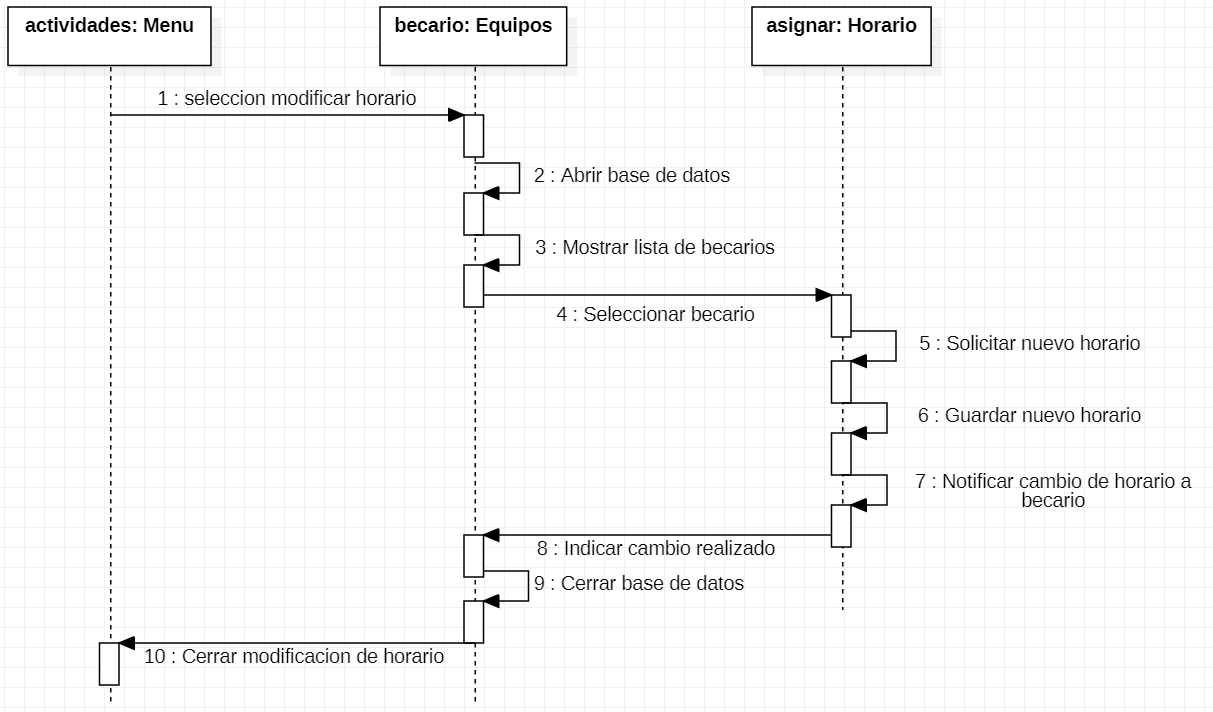 actividades: Menu
becario: Equipos
asignar: Horario
1 : seleccion modificar horario
2 : Abrir base de datos
3 : Mostrar lista de becarios
4 : Seleccionar becario
5 : Solicitar nuevo horario
6 : Guardar nuevo horario
7 : Notificar cambio de horario a
becario
8 : Indicar cambio realizado
9 : Cerrar base de datos
10 : Cerrar modificacion de horario